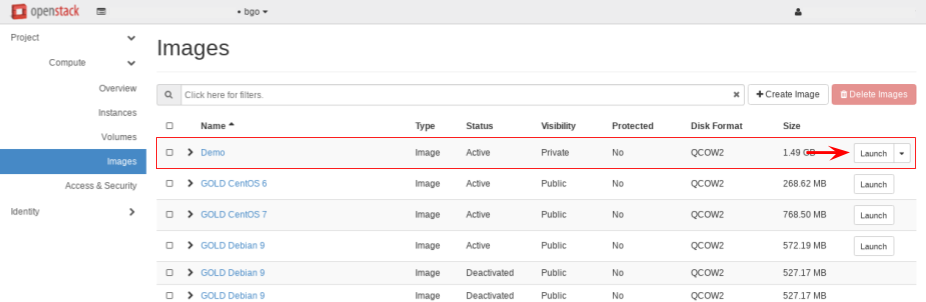 openstack • bgo
Project
Compute
Overview
Instances
Volumes
Images
Access & Security
Identity
Images
Click here for filters. Create Image Delete Images
Name Type Status Visibility Protected Disk Format Size
Demo Image Active Private No QCOW2 1.49 GB Launch
GOLD CentOS 6 Image Active Public No QCOW2 268.62 MB Launch
GOLD CentOS 7 Image Active Public No QCOW2 768.50 MB Launch
GOLD Debian 9 Image Active Public No QCOW2 572.19 MB Launch
GOLD Debian 9 Image Deactivated Public No QCOW2 527.17 MB
GOLD Debian 9 Image Deactivated Public No QCOW2 527.17 MB